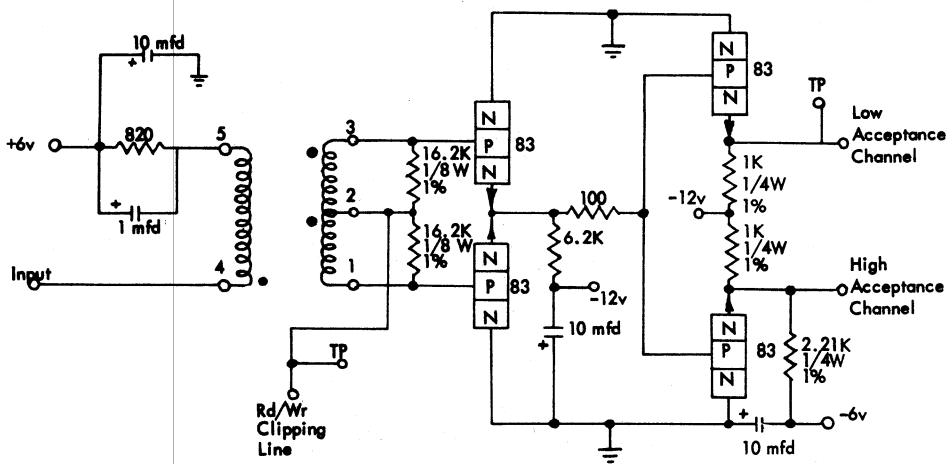 10 mfd
+
+6v
820
5
+
1 mfd
Input
4
3
2
1
16.2K
1/8 W
1%
16.2K
1/8 W
1%
TP
Rd/Wr
Clipping
Line
N
P
N
83
N
P
N
83
100
6.2K
-12v
10 mfd
+
N
P
N
83
TP
Low
Acceptance
Channel
1K
1/4W
1%
-12v
1K
1/4W
1%
High
Acceptance
Channel
N
P
N
83
2.21K
1/4W
1%
+
10 mfd
-6v